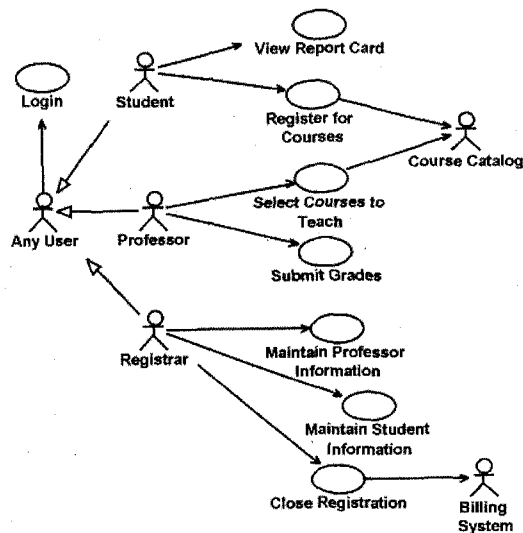 View Report Card
Login
Student
Register for
Courses
Course Catalog
Select Courses to
Teach
Any User
Professor
Submit Grades
Registrar
Maintain Professor
Information
Maintain Student
Information
Close Registration
Billing
System